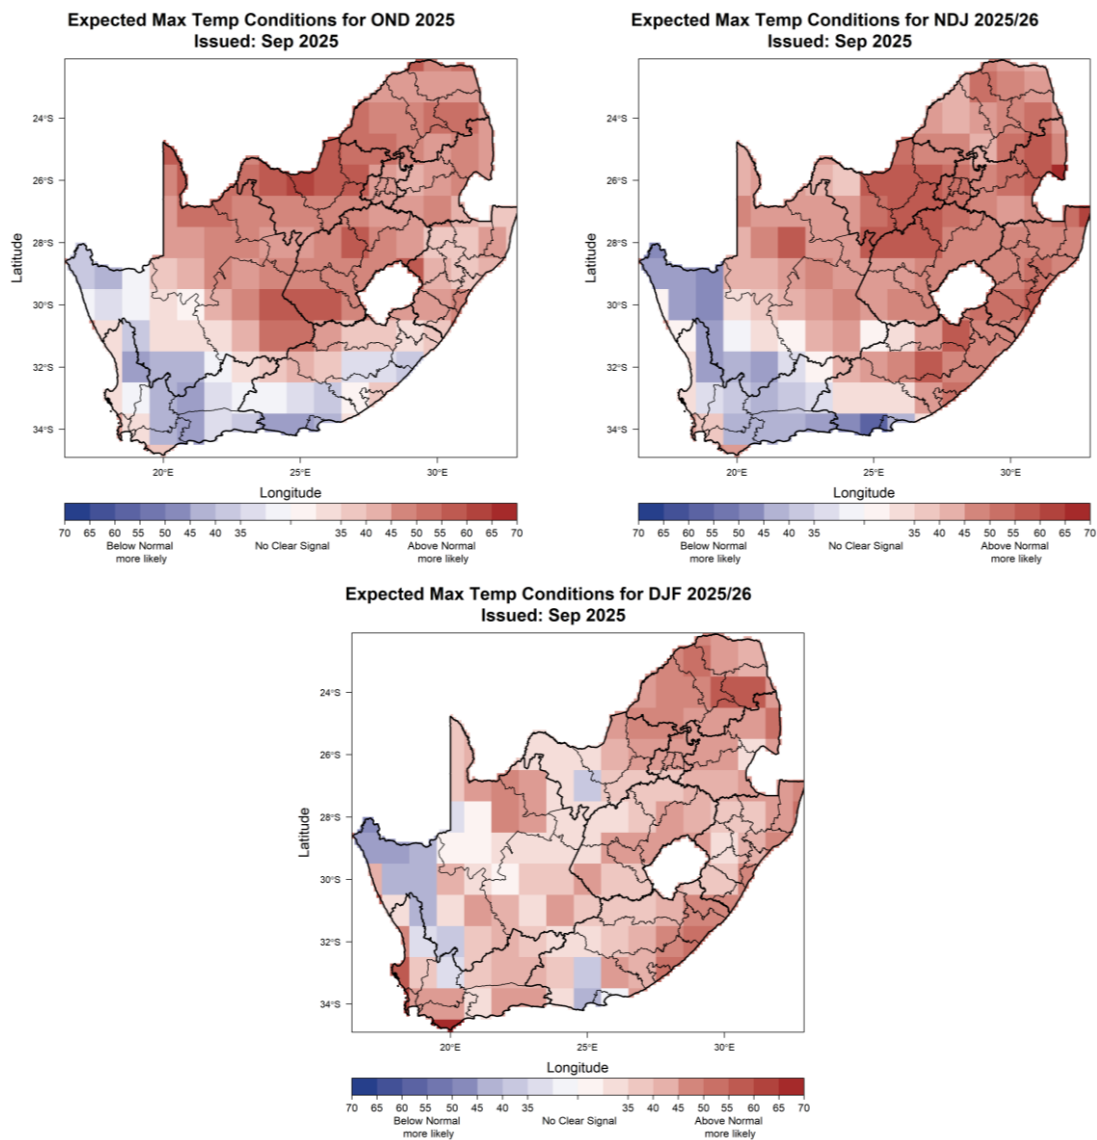 Expected Max Temp Conditions for OND 2025
Issued: Sep 2025
Latitude
24°S
26°S
28°S
30°S
32°S
34°S
20°E 25°E 30°E
Longitude
70 65 60 55 50 45 40 35 35 40 45 50 55 60 65 70
Below Normal more likely No Clear Signal Above Normal more likely
Expected Max Temp Conditions for NDJ 2025/26
Issued: Sep 2025
Latitude
24°S
26°S
28°S
30°S
32°S
34°S
20°E 25°E 30°E
Longitude
70 65 60 55 50 45 40 35 35 40 45 50 55 60 65 70
Below Normal more likely No Clear Signal Above Normal more likely
Expected Max Temp Conditions for DJF 2025/26
Issued: Sep 2025
Latitude
24°S
26°S
28°S
30°S
32°S
34°S
20°E 25°E 30°E
Longitude
70 65 60 55 50 45 40 35 35 40 45 50 55 60 65 70
Below Normal more likely No Clear Signal Above Normal more likely